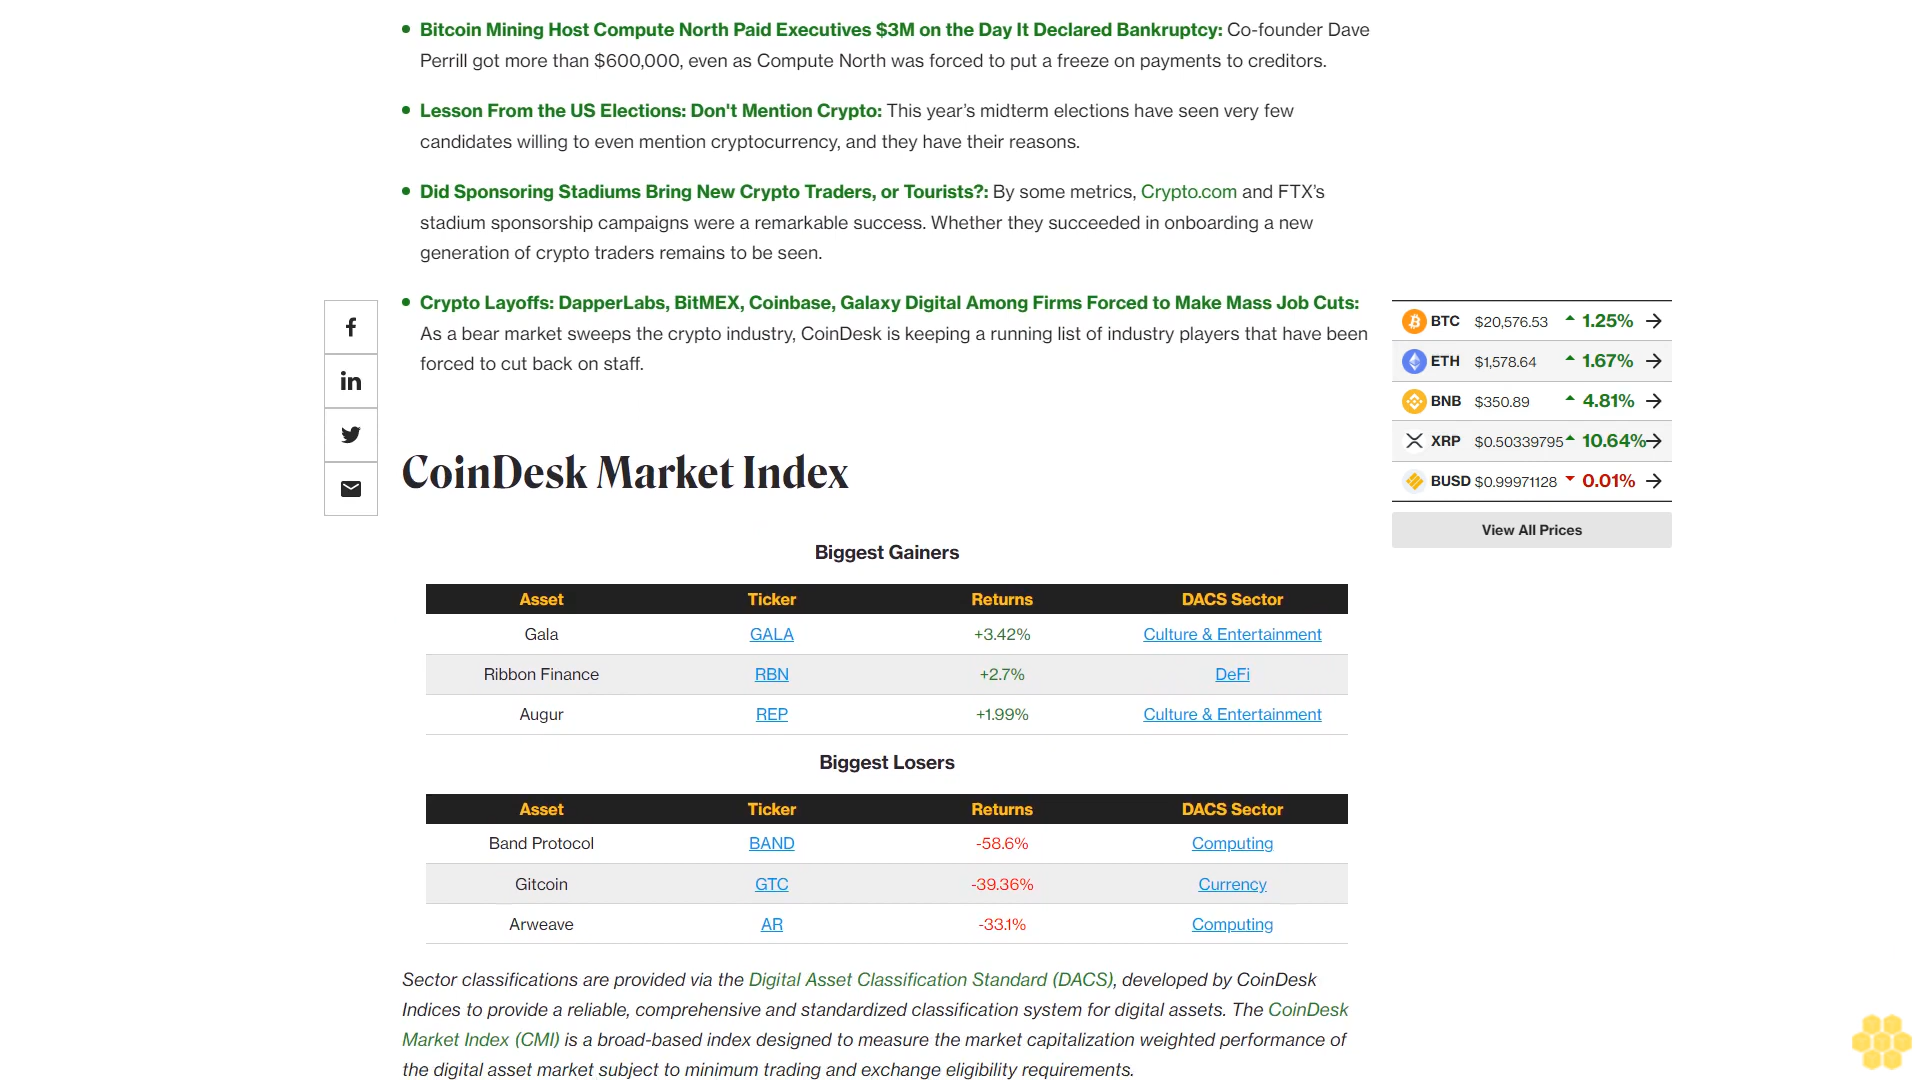 Bitcoin Mining Host Compute North Paid Executives $3M on the Day It Declared Bankruptcy: Co-founder Dave
Perrill got more than $600,000, even as Compute North was forced to put a freeze on payments to creditors.
Lesson From the US Elections: Don't Mention Crypto: This year’s midterm elections have seen very few
candidates willing to even mention cryptocurrency, and they have their reasons.
Did Sponsoring Stadiums Bring New Crypto Traders, or Tourists?: By some metrics, Crypto.com and FTX’s
stadium sponsorship campaigns were a remarkable success. Whether they succeeded in onboarding a new
generation of crypto traders remains to be seen.
Crypto Layoffs: DapperLabs, BitMEX, Coinbase, Galaxy Digital Among Firms Forced to Make Mass Job Cuts:
As a bear market sweeps the crypto industry, CoinDesk is keeping a running list of industry players that have been
forced to cut back on staff.
BTC $20,576.53 1.25%
ETH $1,578.64 1.67%
BNB $350.89 4.81%
XRP $0.50339795 10.64%
BUSD $0.99971128 0.01%
View All Prices
CoinDesk Market Index
Biggest Gainers
Asset Ticker Returns DACS Sector
Gala GALA +3.42% Culture & Entertainment
Ribbon Finance RBN +2.7% DeFi
Augur REP +1.99% Culture & Entertainment
Biggest Losers
Asset Ticker Returns DACS Sector
Band Protocol BAND -58.6% Computing
Gitcoin GTC -39.36% Currency
Arweave AR -33.1% Computing
Sector classifications are provided via the Digital Asset Classification Standard (DACS), developed by CoinDesk
Indices to provide a reliable, comprehensive and standardized classification system for digital assets. The CoinDesk
Market Index (CMI) is a broad-based index designed to measure the market capitalization weighted performance of
the digital asset market subject to minimum trading and exchange eligibility requirements.